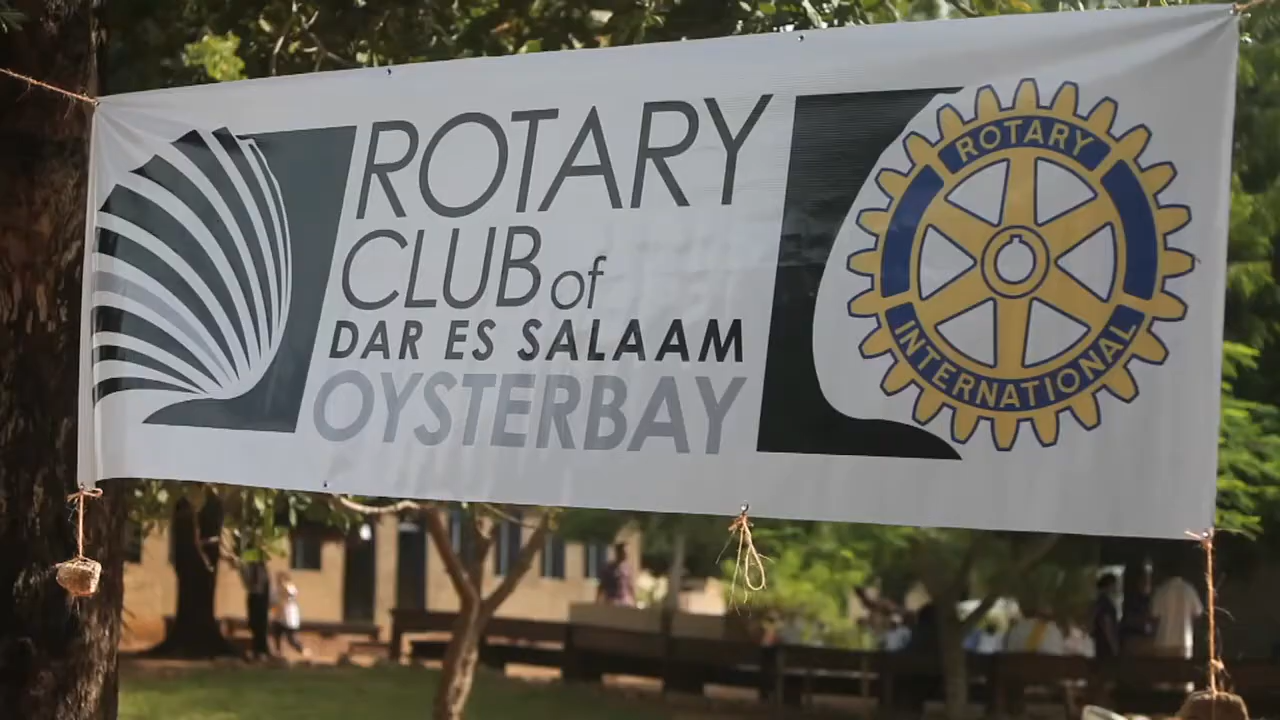 ROTARY
CLUB of
DAR ES SALAAM
OYSTERBAY
ROTARY
INTERNATIONAL